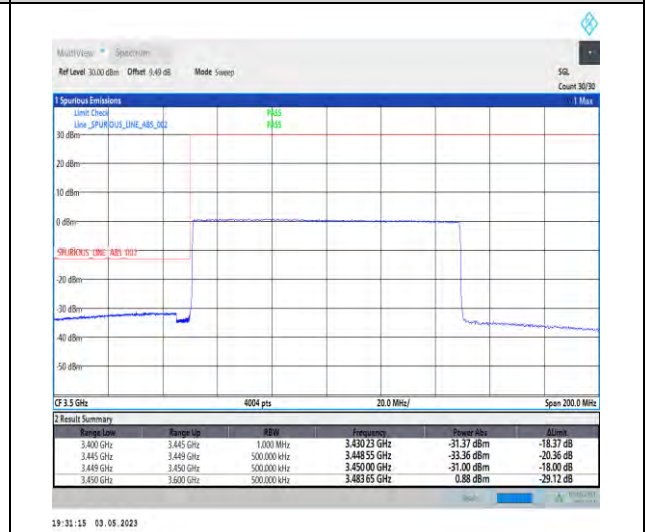 MultiView Spectrum
Ref Level 30.00 dBm Offset 9.49 dB Mode Sweep SGL
Count 30/30
1 Spurious Emissions 1 Max
Limit Check PASS
Line _SPURIOUS_LINE_ABS_002 PASS
30 dBm
20 dBm
10 dBm
0 dBm
_SPURIOUS_LINE_ABS_002
-20 dBm
-30 dBm
-40 dBm
-50 dBm
CF 3.5 GHz 4004 pts 20.0 MHz/ Span 200.0 MHz
2 Result Summary
Range Low Range Up RBW Frequency Power Abs ΔLimit
3.400 GHz 3.445 GHz 1.000 MHz 3.430 23 GHz -31.37 dBm -18.37 dB
3.445 GHz 3.449 GHz 500.000 kHz 3.448 55 GHz -33.36 dBm -20.36 dB
3.449 GHz 3.450 GHz 500.000 kHz 3.450 00 GHz -31.00 dBm -18.00 dB
3.450 GHz 3.600 GHz 500.000 kHz 3.483 65 GHz 0.88 dBm -29.12 dB
19:31:15 03.05.2023